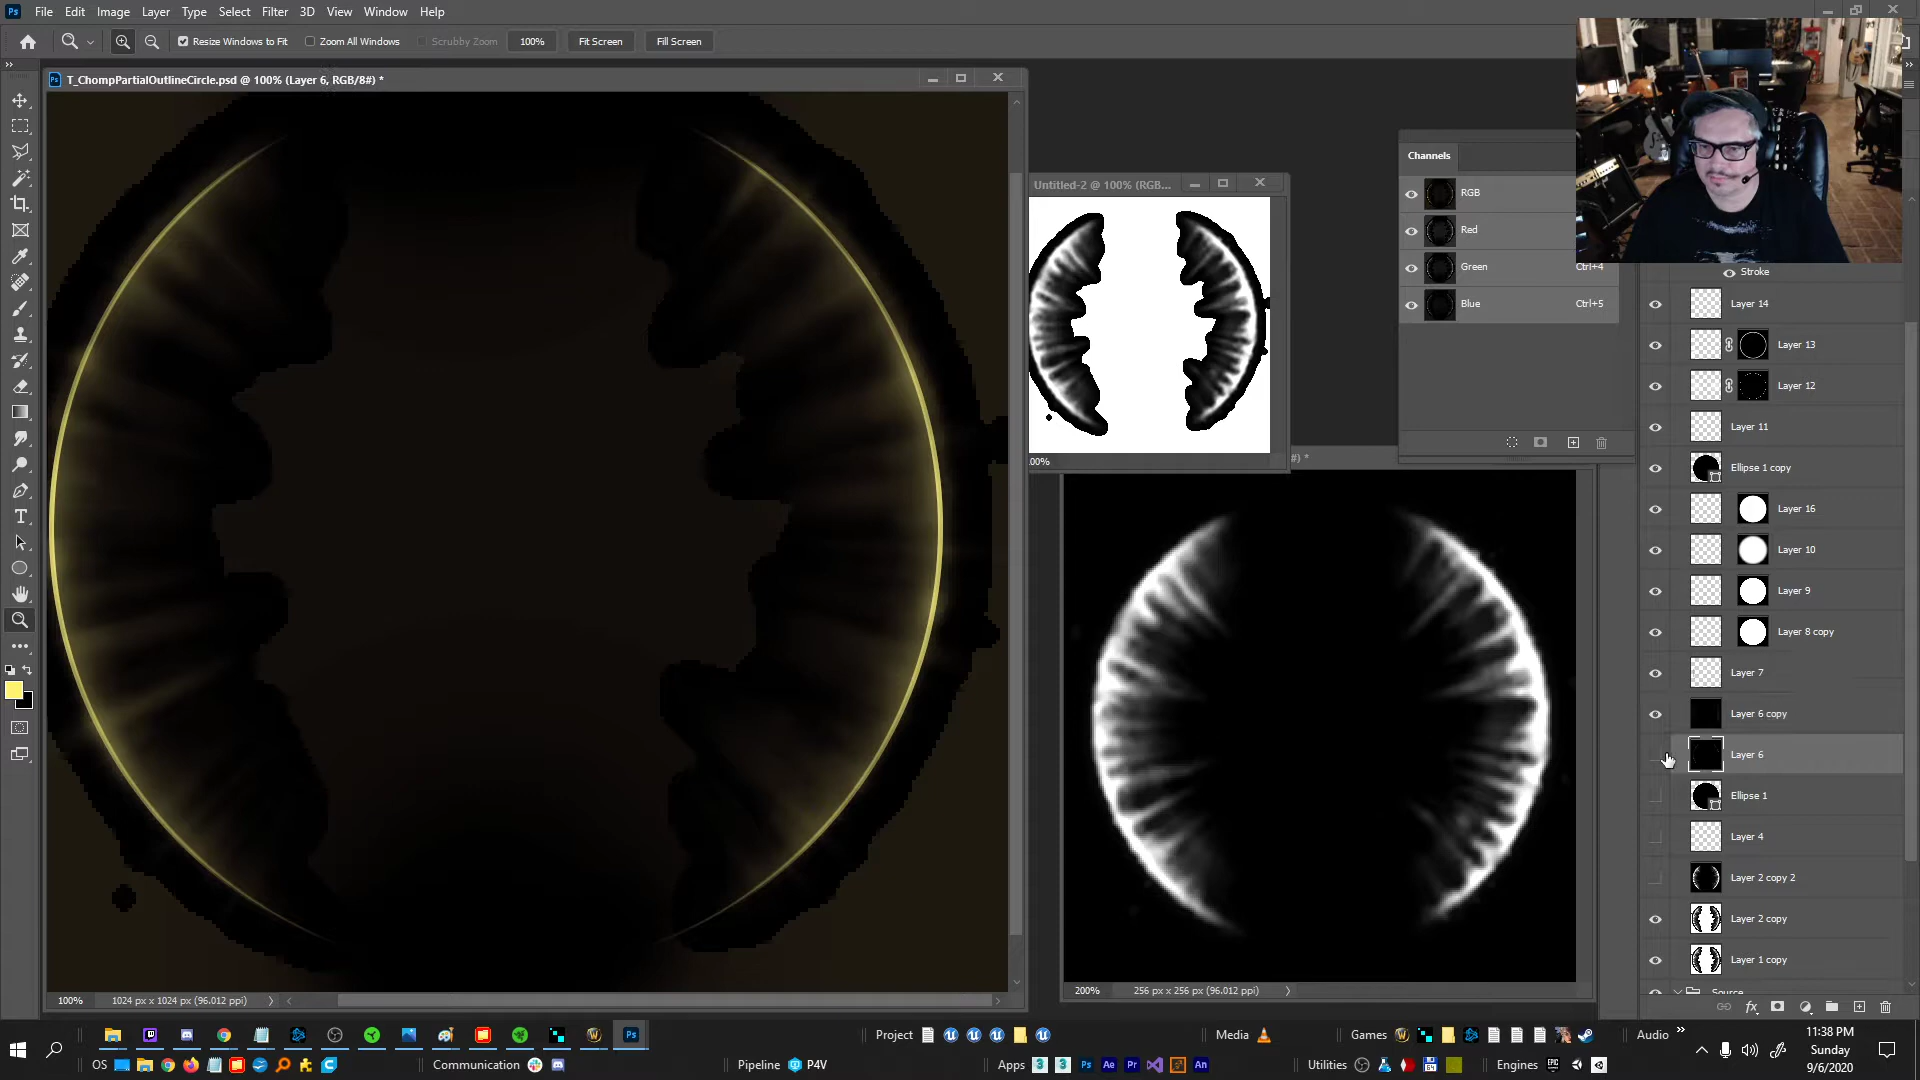 File Edit Image Layer Type Select Filter 3D View Window Help
Resize Windows to Fit Zoom All Windows Scrubby Zoom 100% Fit Screen Fill Screen
T_ChompPartialOutlineCircle.psd @ 100% (Layer 6, RGB/8#) *
Untitled-2 @ 100% (RGB...
Channels
RGB
Red
Green Ctrl+4
Blue Ctrl+5
Stroke
Layer 14
Layer 13
Layer 12
Layer 11
Ellipse 1 copy
Layer 16
Layer 10
Layer 9
Layer 8 copy
Layer 7
Layer 6 copy
Layer 6
Ellipse 1
Layer 4
Layer 2 copy 2
Layer 2 copy
Layer 1 copy
Source
100% 1024 px x 1024 px (96.012 ppi)
200% 256 px x 256 px (96.012 ppi)
Project Media Games Audio
11:38 PM
Sunday
9/6/2020
OS Communication Pipeline P4V Apps Utilities Engines